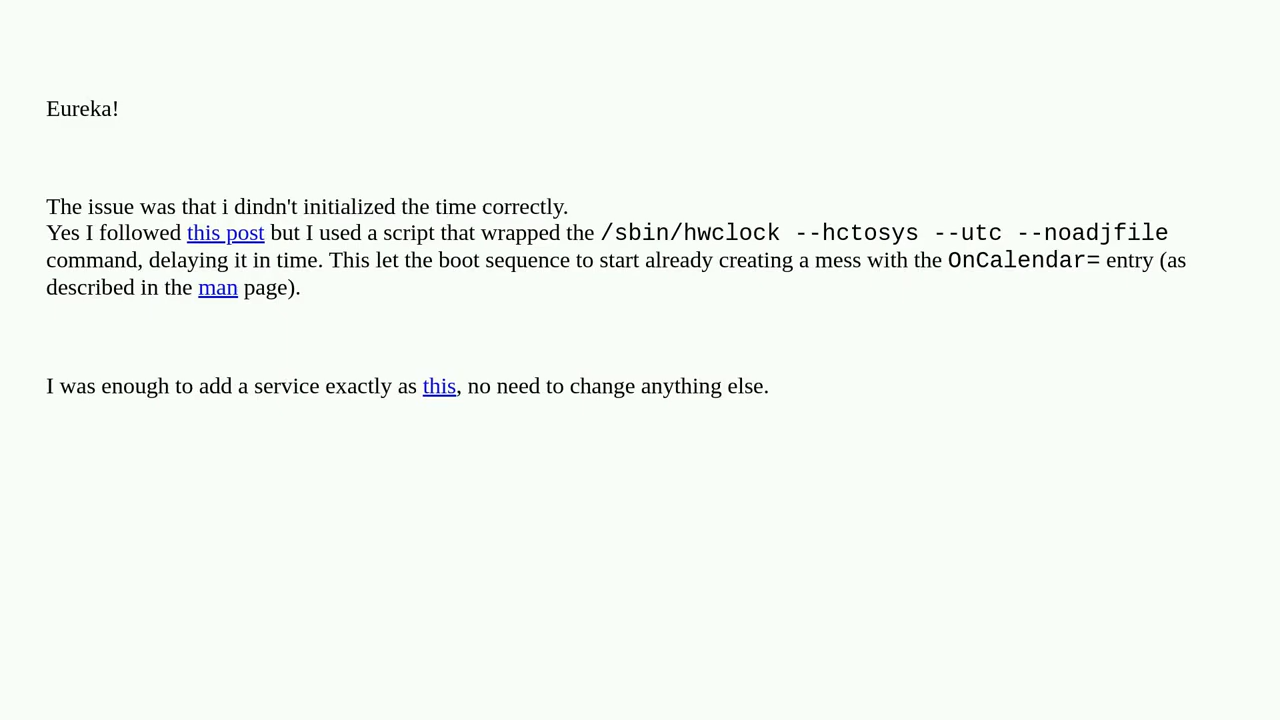 Eureka!
The issue was that i dindn't initialized the time correctly.
Yes I followed this post but I used a script that wrapped the /sbin/hwclock --hctosys --utc --noadjfile
command, delaying it in time. This let the boot sequence to start already creating a mess with the OnCalendar= entry (as
described in the man page).
I was enough to add a service exactly as this, no need to change anything else.